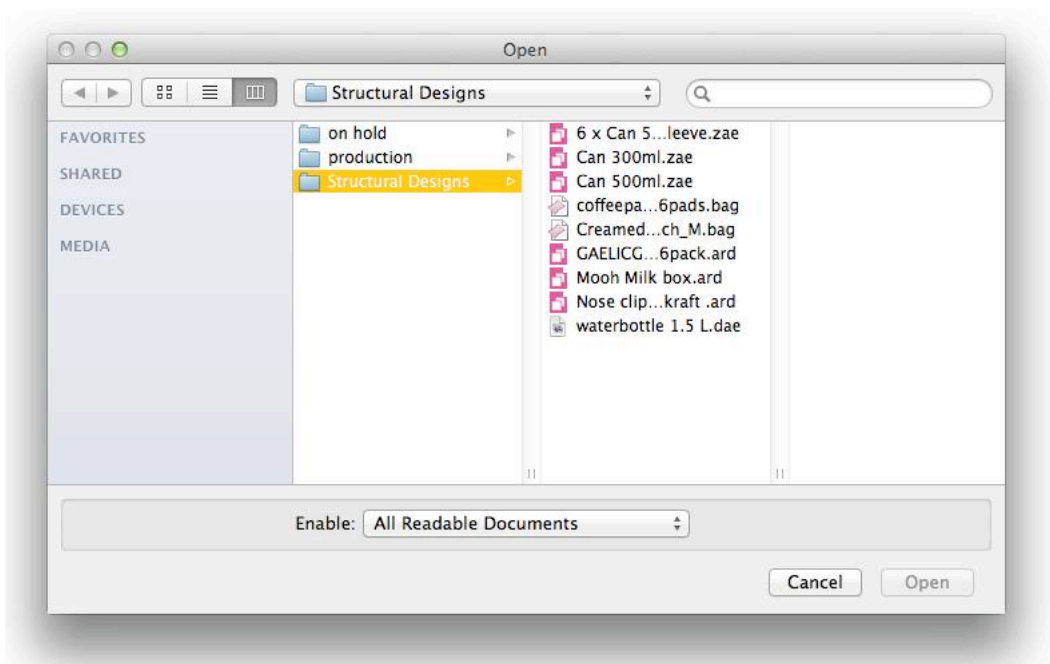 Open
Structural Designs
FAVORITES
SHARED
DEVICES
MEDIA
on hold
production
Structural Designs
6 x Can 5...leeve.zae
Can 300ml.zae
Can 500ml.zae
coffeepa...6pads.bag
Creamed...ch_M.bag
GAELICG...6pack.ard
Mooh Milk box.ard
Nose clip...kraft .ard
waterbottle 1.5 L.dae
Enable: All Readable Documents
Cancel Open